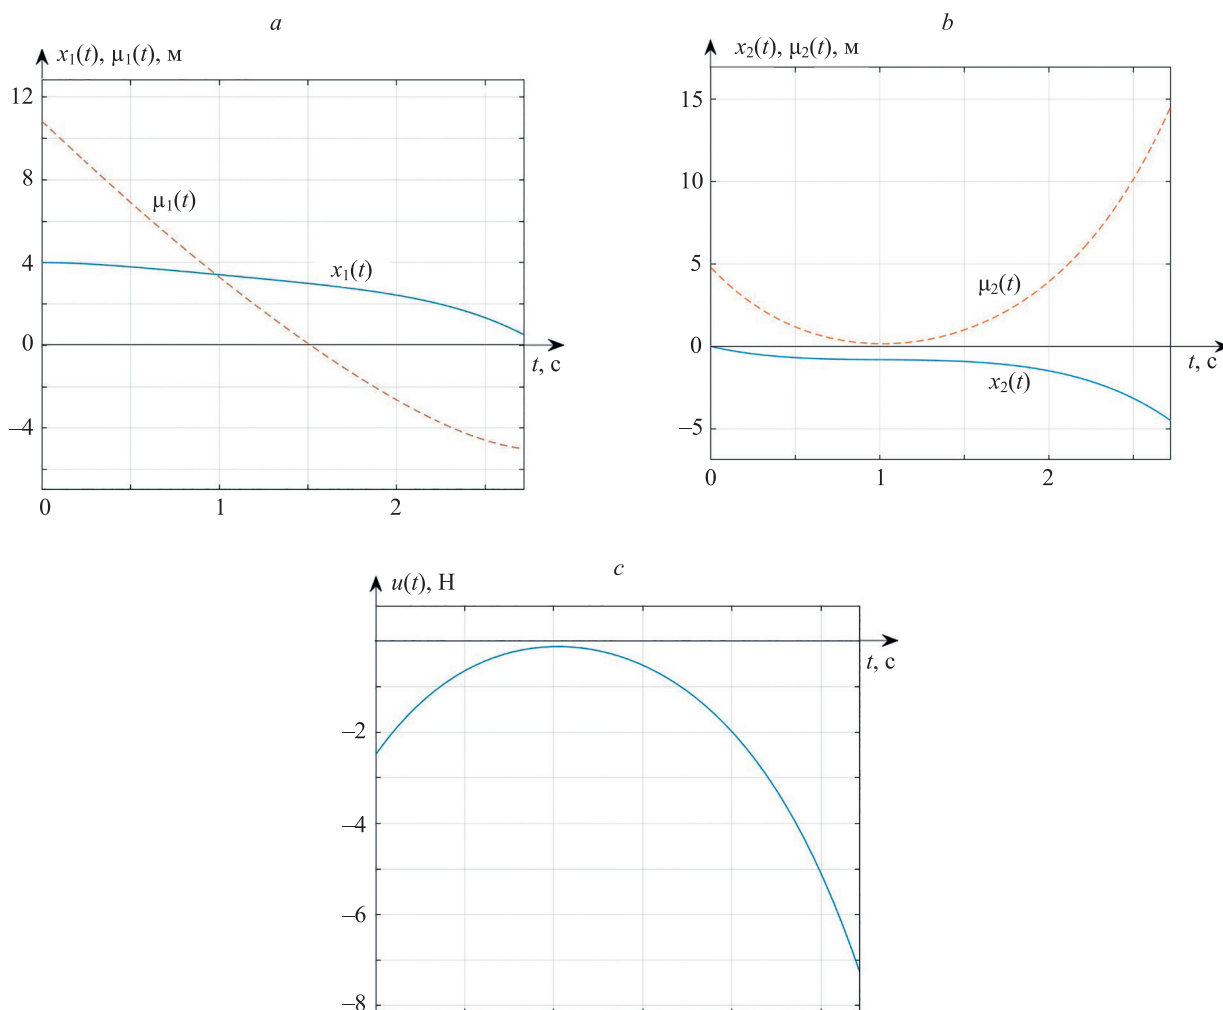 a
x₁(t), μ₁(t), м
12
8
4
0
–4
μ₁(t)
x₁(t)
t, с
0
1
2
b
x₂(t), μ₂(t), м
15
10
5
0
–5
μ₂(t)
x₂(t)
t, с
0
1
2
c
u(t), Н
t, с
–2
–4
–6
–8